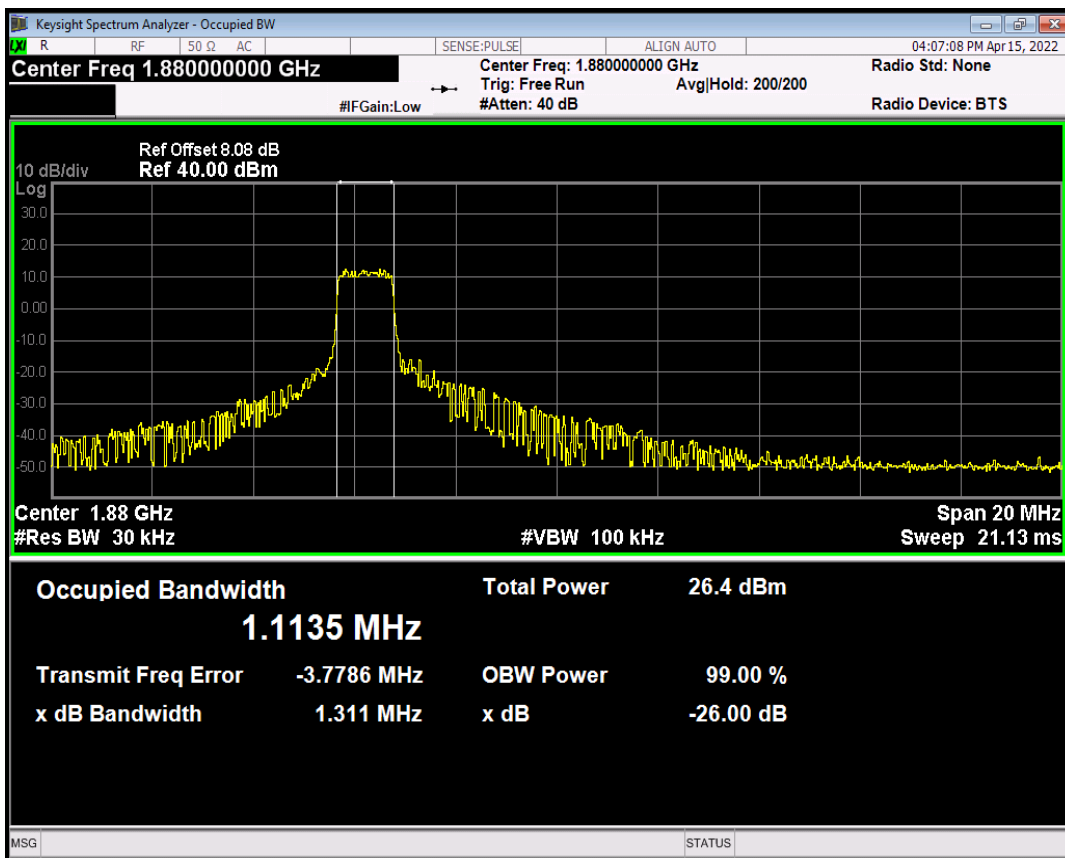 Keysight Spectrum Analyzer - Occupied BW
LXI R RF 50 Ω AC SENSE:PULSE ALIGN AUTO 04:07:08 PM Apr 15, 2022
Center Freq 1.880000000 GHz
Center Freq: 1.880000000 GHz
Radio Std: None
Trig: Free Run Avg|Hold: 200/200
#IFGain:Low
#Atten: 40 dB
Radio Device: BTS
Ref Offset 8.08 dB
10 dB/div Ref 40.00 dBm
Log
30.0
20.0
10.0
0.00
-10.0
-20.0
-30.0
-40.0
-50.0
Center 1.88 GHz Span 20 MHz
#Res BW 30 kHz #VBW 100 kHz Sweep 21.13 ms
Occupied Bandwidth Total Power 26.4 dBm
1.1135 MHz
Transmit Freq Error -3.7786 MHz OBW Power 99.00 %
x dB Bandwidth 1.311 MHz x dB -26.00 dB
MSG STATUS